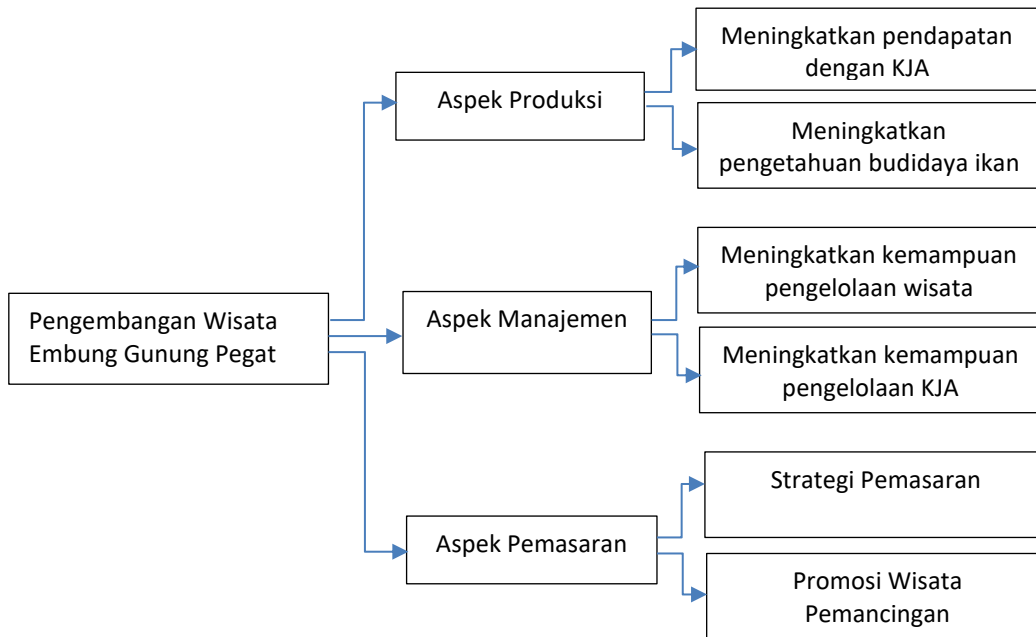 Pengembangan Wisata
Embung Gunung Pegat
Aspek Produksi
Meningkatkan pendapatan
dengan KJA
Meningkatkan
pengetahuan budidaya ikan
Aspek Manajemen
Meningkatkan kemampuan
pengelolaan wisata
Meningkatkan kemampuan
pengelolaan KJA
Aspek Pemasaran
Strategi Pemasaran
Promosi Wisata
Pemancingan